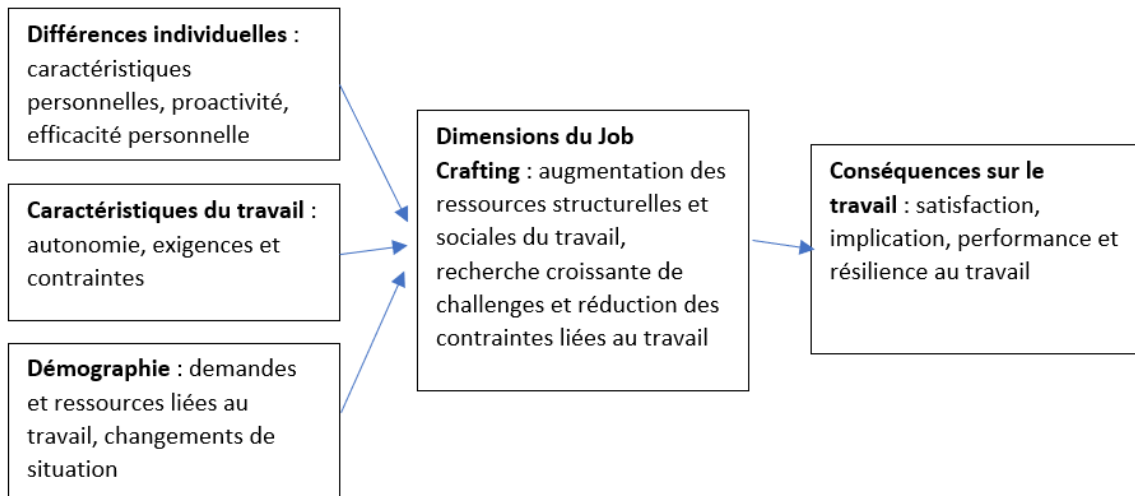 Différences individuelles :
caractéristiques
personnelles, proactivité,
efficacité personnelle
Caractéristiques du travail :
autonomie, exigences et
contraintes
Démographie : demandes
et ressources liées au
travail, changements de
situation
Dimensions du Job
Crafting : augmentation des
ressources structurelles et
sociales du travail,
recherche croissante de
challenges et réduction des
contraintes liées au travail
Conséquences sur le
travail : satisfaction,
implication, performance et
résilience au travail